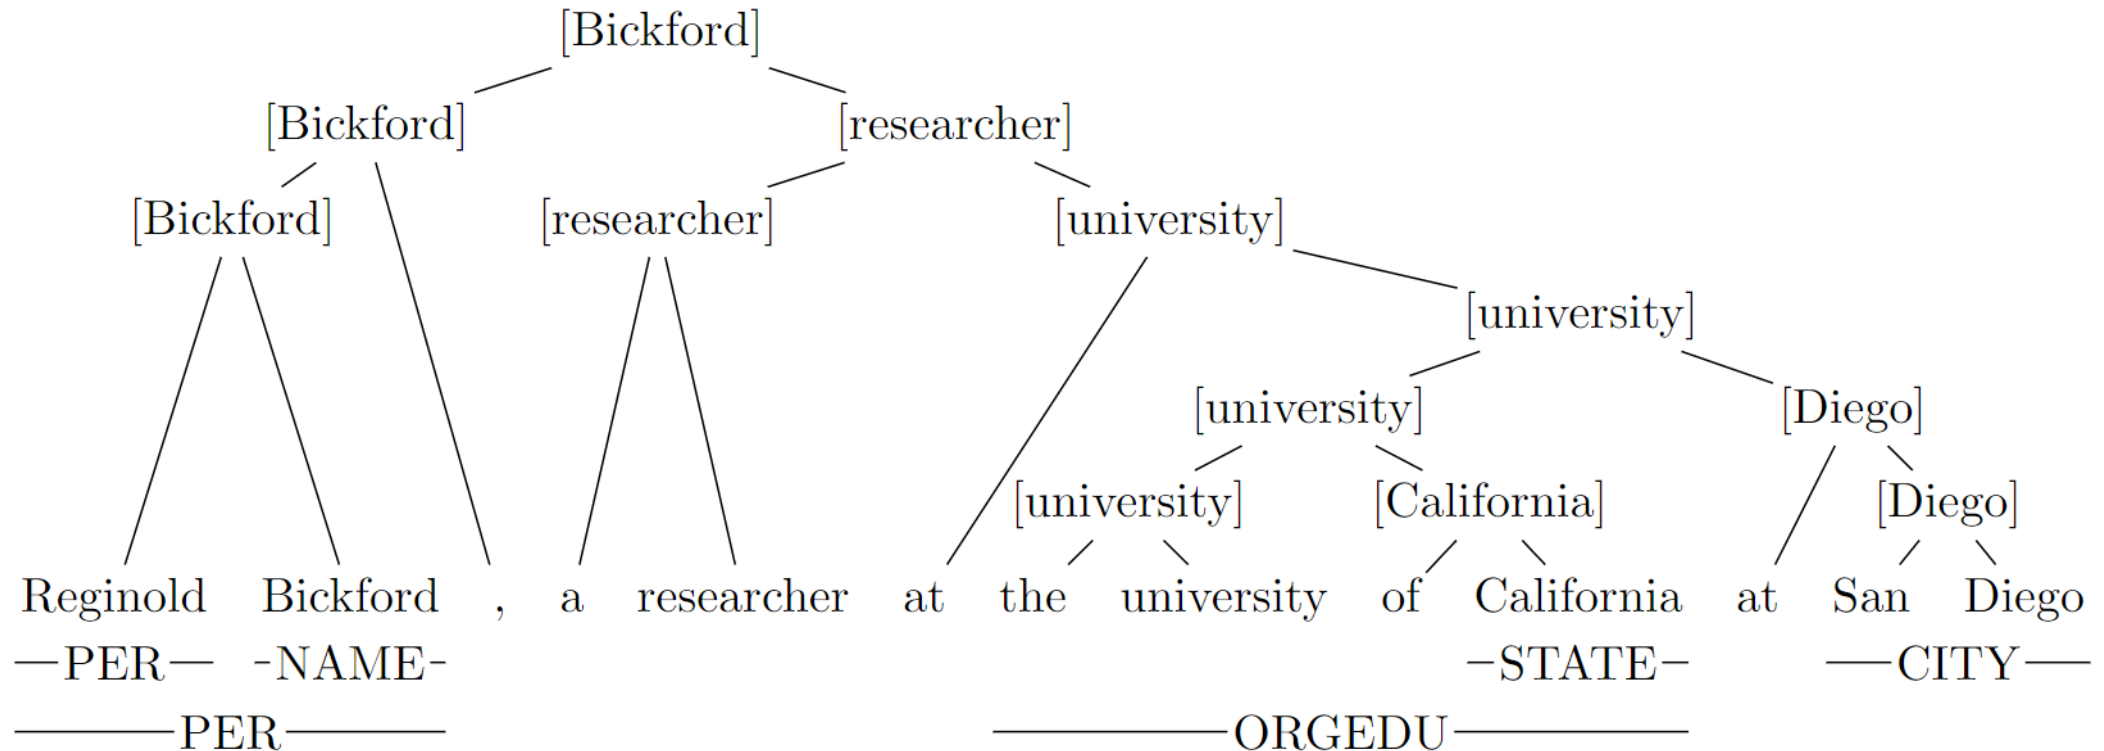 [Bickford]
[Bickford] [researcher]
[Bickford] [researcher] [university]
[university]
[university] [Diego]
[university] [California] [Diego]
Reginold Bickford , a researcher at the university of California at San Diego
PER NAME STATE CITY
PER ORGEDU